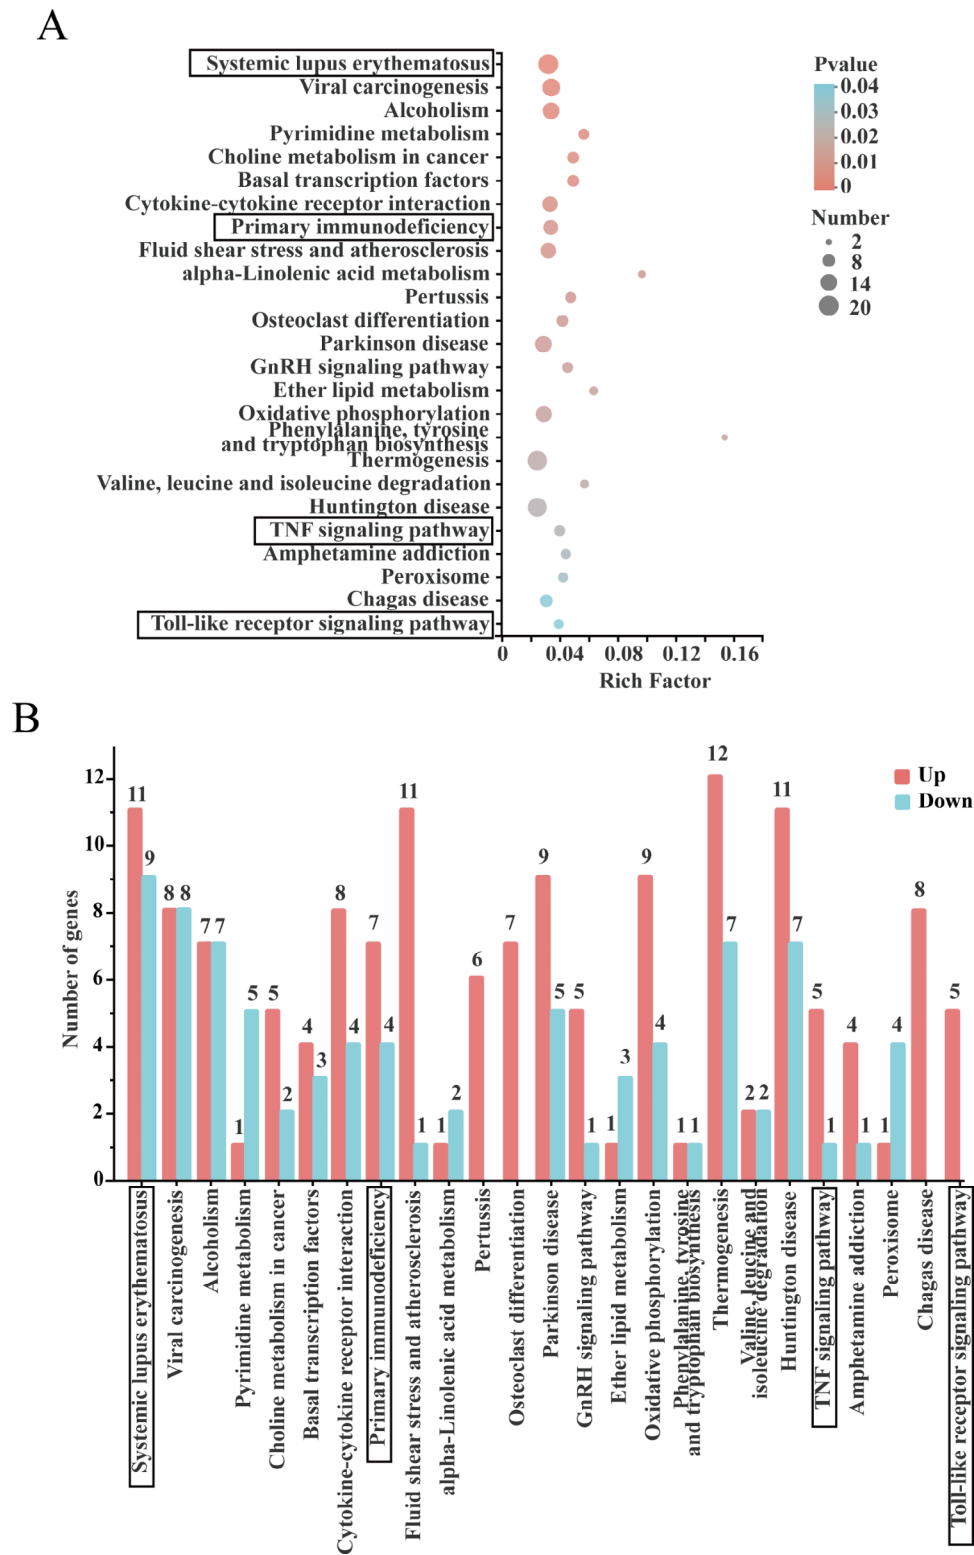 A
Systemic lupus erythematosus
Viral carcinogenesis
Alcoholism
Pyrimidine metabolism
Choline metabolism in cancer
Basal transcription factors
Cytokine-cytokine receptor interaction
Primary immunodeficiency
Fluid shear stress and atherosclerosis
alpha-Linolenic acid metabolism
Pertussis
Osteoclast differentiation
Parkinson disease
GnRH signaling pathway
Ether lipid metabolism
Oxidative phosphorylation
Phenylalanine, tyrosine
and tryptophan biosynthesis
Thermogenesis
Valine, leucine and isoleucine degradation
Huntington disease
TNF signaling pathway
Amphetamine addiction
Peroxisome
Chagas disease
Toll-like receptor signaling pathway
0 0.04 0.08 0.12 0.16
Rich Factor
Pvalue
0.04
0.03
0.02
0.01
0
Number
2
8
14
20
B
Number of genes
12
10
8
6
4
2
0
11 9 8 8 7 7 1 5 5 2 4 3 8 4 7 4 11 1 1 2 6 7 9 5 5 1 1 3 9 4 1 1 12 7 2 2 11 7 5 1 4 1 1 4 8 5
Up
Down
Systemic lupus erythematosus
Viral carcinogenesis
Alcoholism
Pyrimidine metabolism
Choline metabolism in cancer
Basal transcription factors
Cytokine-cytokine receptor interaction
Primary immunodeficiency
Fluid shear stress and atherosclerosis
alpha-Linolenic acid metabolism
Pertussis
Osteoclast differentiation
Parkinson disease
GnRH signaling pathway
Ether lipid metabolism
Oxidative phosphorylation
Phenylalanine, tyrosine
and tryptophan biosynthesis
Thermogenesis
Valine, leucine and
isoleucine degradation
Huntington disease
TNF signaling pathway
Amphetamine addiction
Peroxisome
Chagas disease
Toll-like receptor signaling pathway